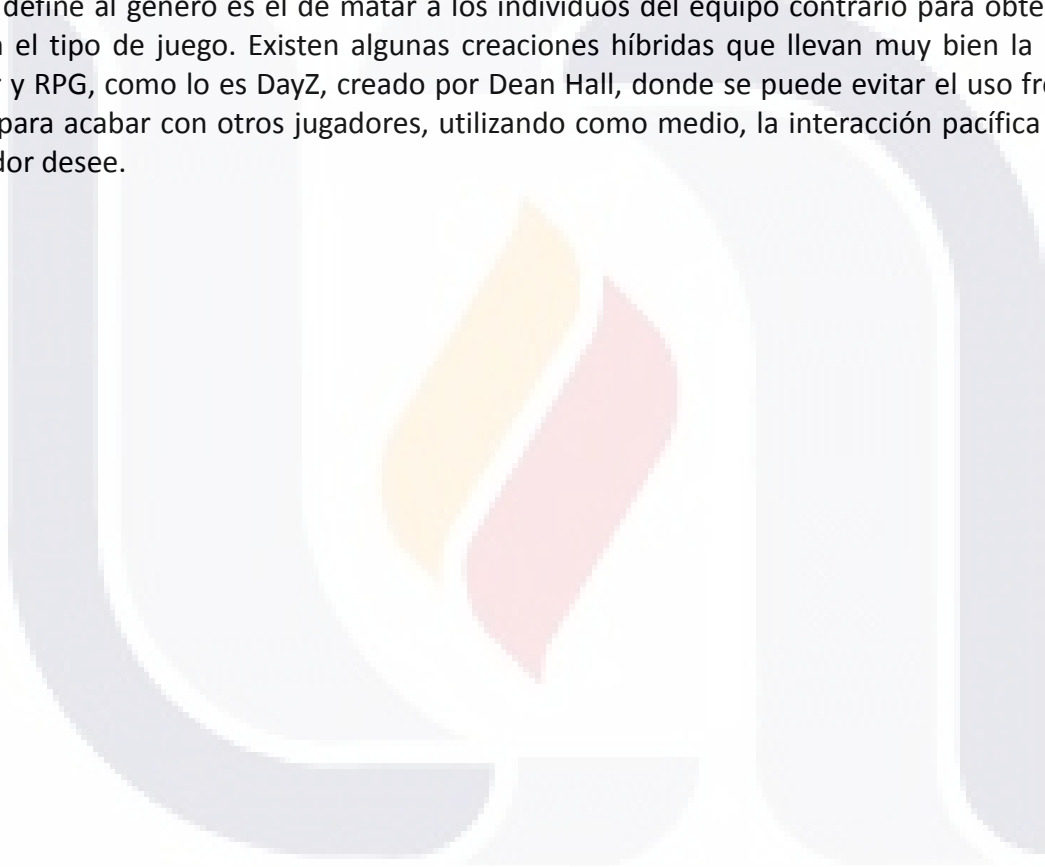 define al género es el de matar a los individuos del equipo contrario para obte
el tipo de juego. Existen algunas creaciones híbridas que llevan muy bien la
y RPG, como lo es DayZ, creado por Dean Hall, donde se puede evitar el uso fre
para acabar con otros jugadores, utilizando como medio, la interacción pacífica
dor desee.